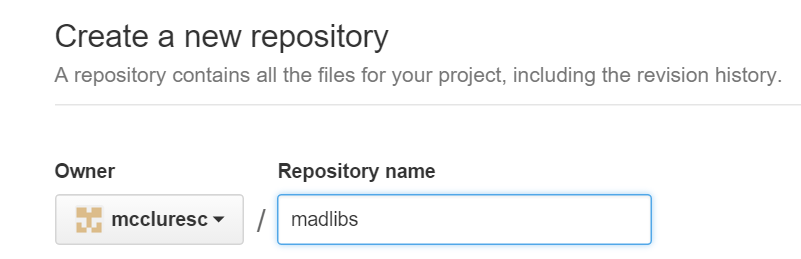 Create a new repository
A repository contains all the files for your project, including the revision history.
Owner Repository name
mccluresc / madlibs